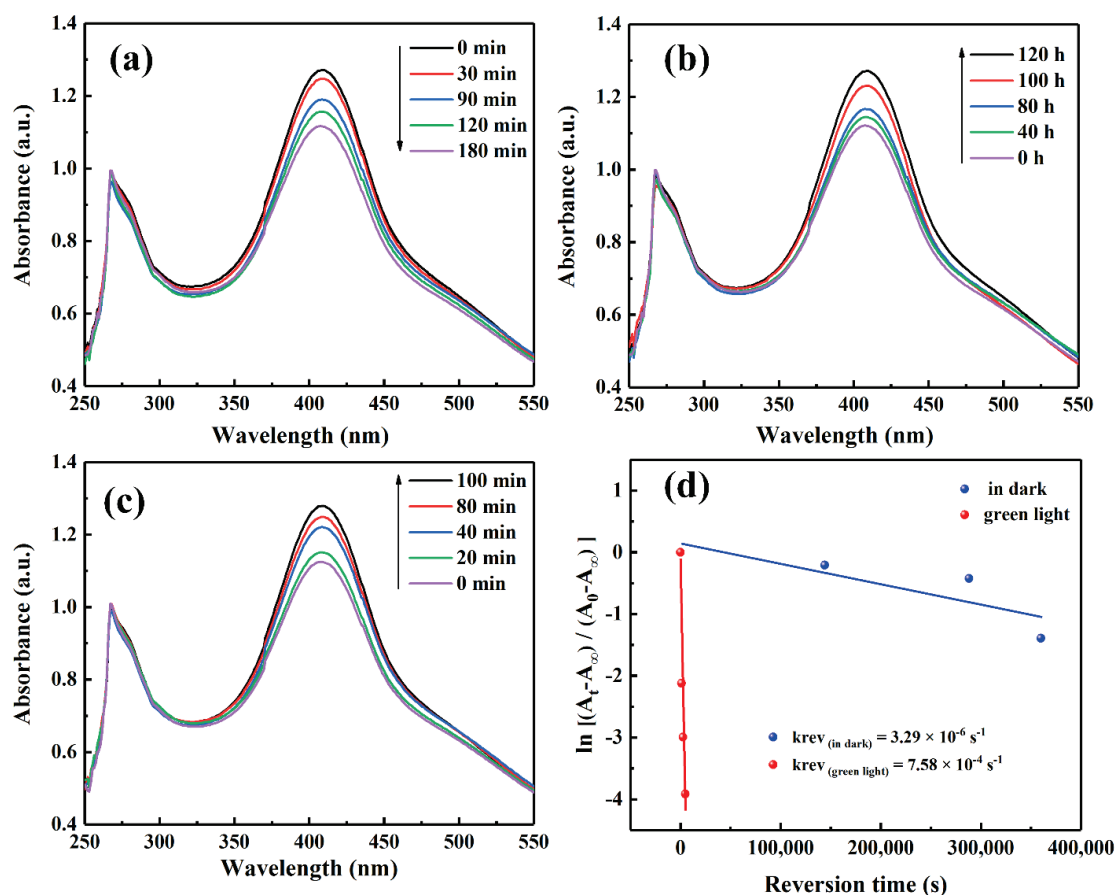 (a)
0 min
30 min
90 min
120 min
180 min
1.4
1.2
1.0
0.8
0.6
0.4
Absorbance (a.u.)
250 300 350 400 450 500 550
Wavelength (nm)
(b)
120 h
100 h
80 h
40 h
0 h
1.4
1.2
1.0
0.8
0.6
0.4
Absorbance (a.u.)
250 300 350 400 450 500 550
Wavelength (nm)
(c)
100 min
80 min
40 min
20 min
0 min
1.4
1.2
1.0
0.8
0.6
0.4
Absorbance (a.u.)
250 300 350 400 450 500 550
Wavelength (nm)
(d)
in dark
green light
1
0
-1
-2
-3
-4
ln [(A_t-A_∞) / (A_0-A_∞) ]
krev (in dark) = 3.29 × 10^-6 s^-1
krev (green light) = 7.58 × 10^-4 s^-1
0 100,000 200,000 300,000 400,000
Reversion time (s)